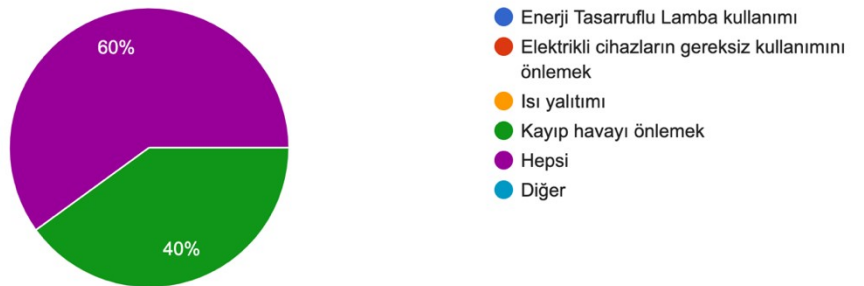 60%
40%
Enerji Tasarruflu Lamba kullanımı
Elektrikli cihazların gereksiz kullanımını
önlemek
Isı yalıtımı
Kayıp havayı önlemek
Hepsi
Diğer